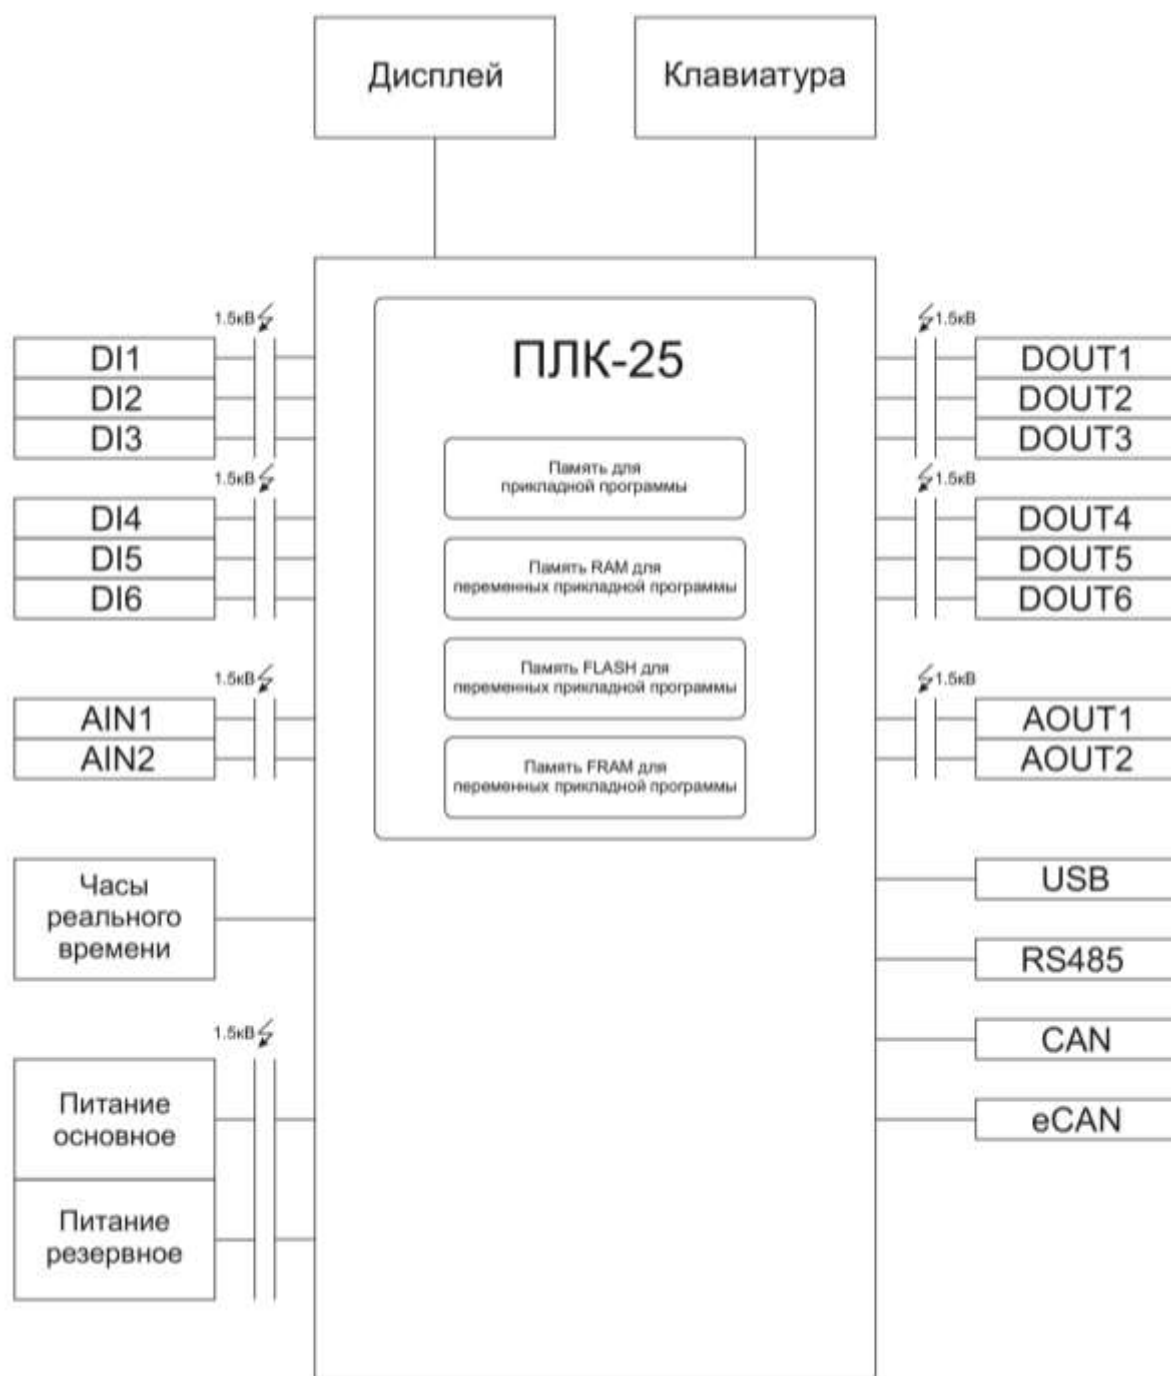 Дисплей
Клавиатура
1.5кВ
1.5кВ
DI1
DI2
DI3
ПЛК-25
DOUT1
DOUT2
DOUT3
Память для
прикладной программы
1.5кВ
1.5кВ
DI4
DI5
DI6
Память RAM для
переменных прикладной программы
DOUT4
DOUT5
DOUT6
Память FLASH для
переменных прикладной программы
1.5кВ
1.5кВ
AIN1
AIN2
Память FRAM для
переменных прикладной программы
AOUT1
AOUT2
Часы
реального
времени
USB
RS485
CAN
eCAN
1.5кВ
Питание
основное
Питание
резервное